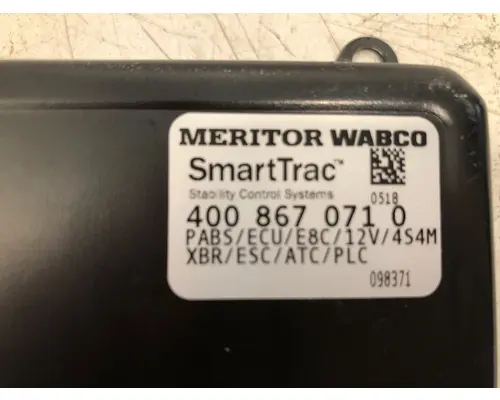 MERITOR WABCO
SmartTrac™
Stability Control Systems
0518
400 867 071 0
PABS/ECU/E8C/12V/4S4M
XBR/ESC/ATC/PLC
098371